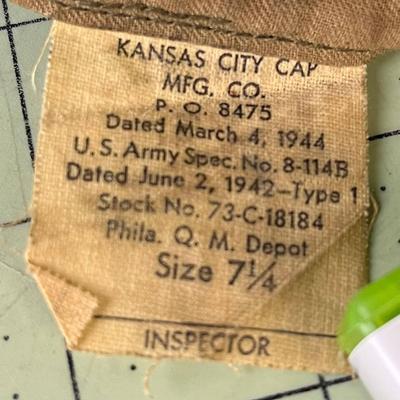 KANSAS CITY CAP
MFG. CO.
P. O. 8475
Dated March 4, 1944
U.S. Army Spec. No. 8-114B
Dated June 2, 1942-Type 1
Stock No. 73-C-18184
Phila. Q. M. Depot
Size 7¼
INSPECTOR